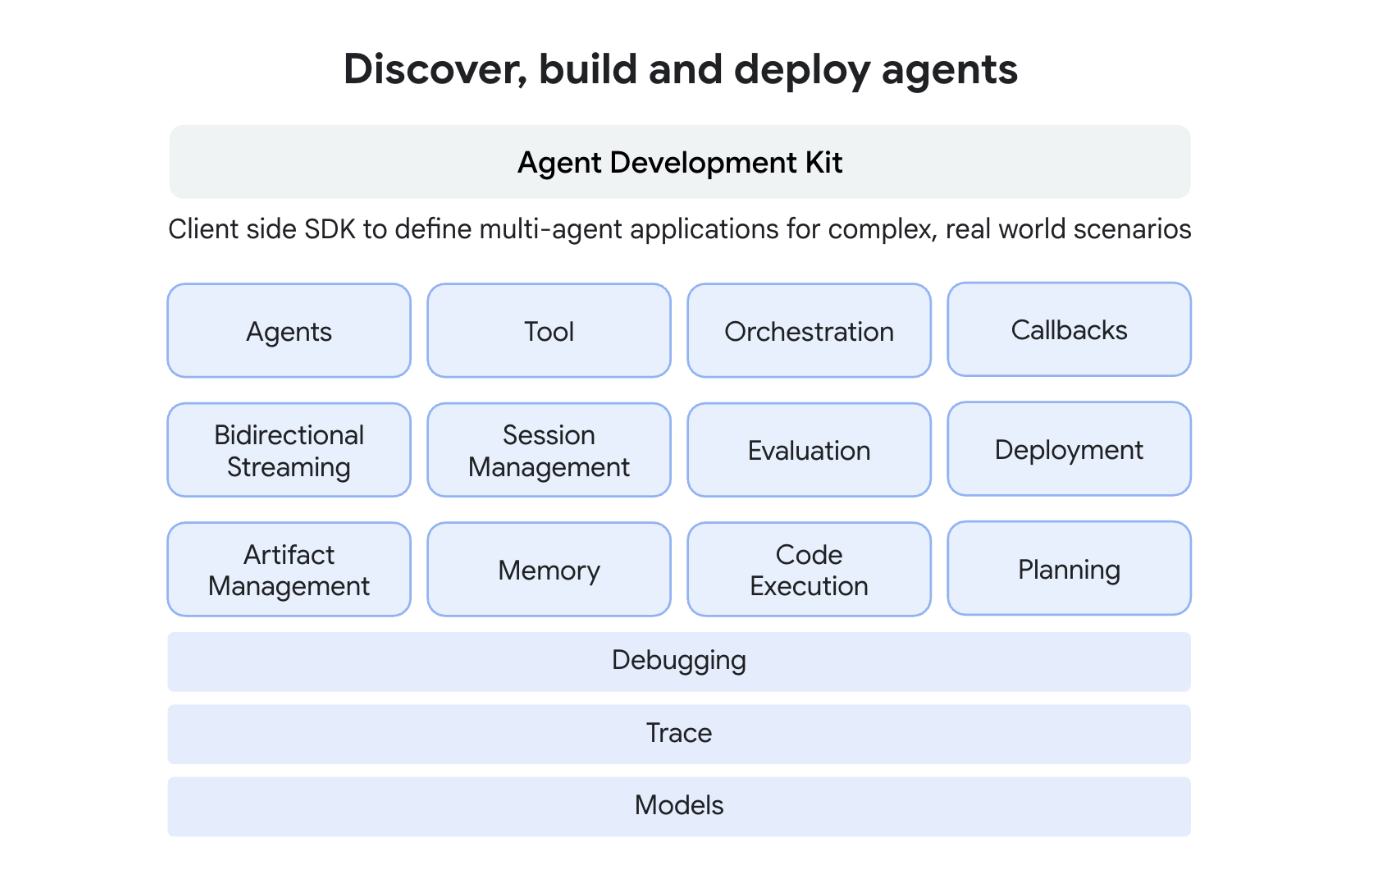 Discover, build and deploy agents
Agent Development Kit
Client side SDK to define multi-agent applications for complex, real world scenarios
Agents
Tool
Orchestration
Callbacks
Bidirectional
Streaming
Session
Management
Evaluation
Deployment
Artifact
Management
Memory
Code
Execution
Planning
Debugging
Trace
Models